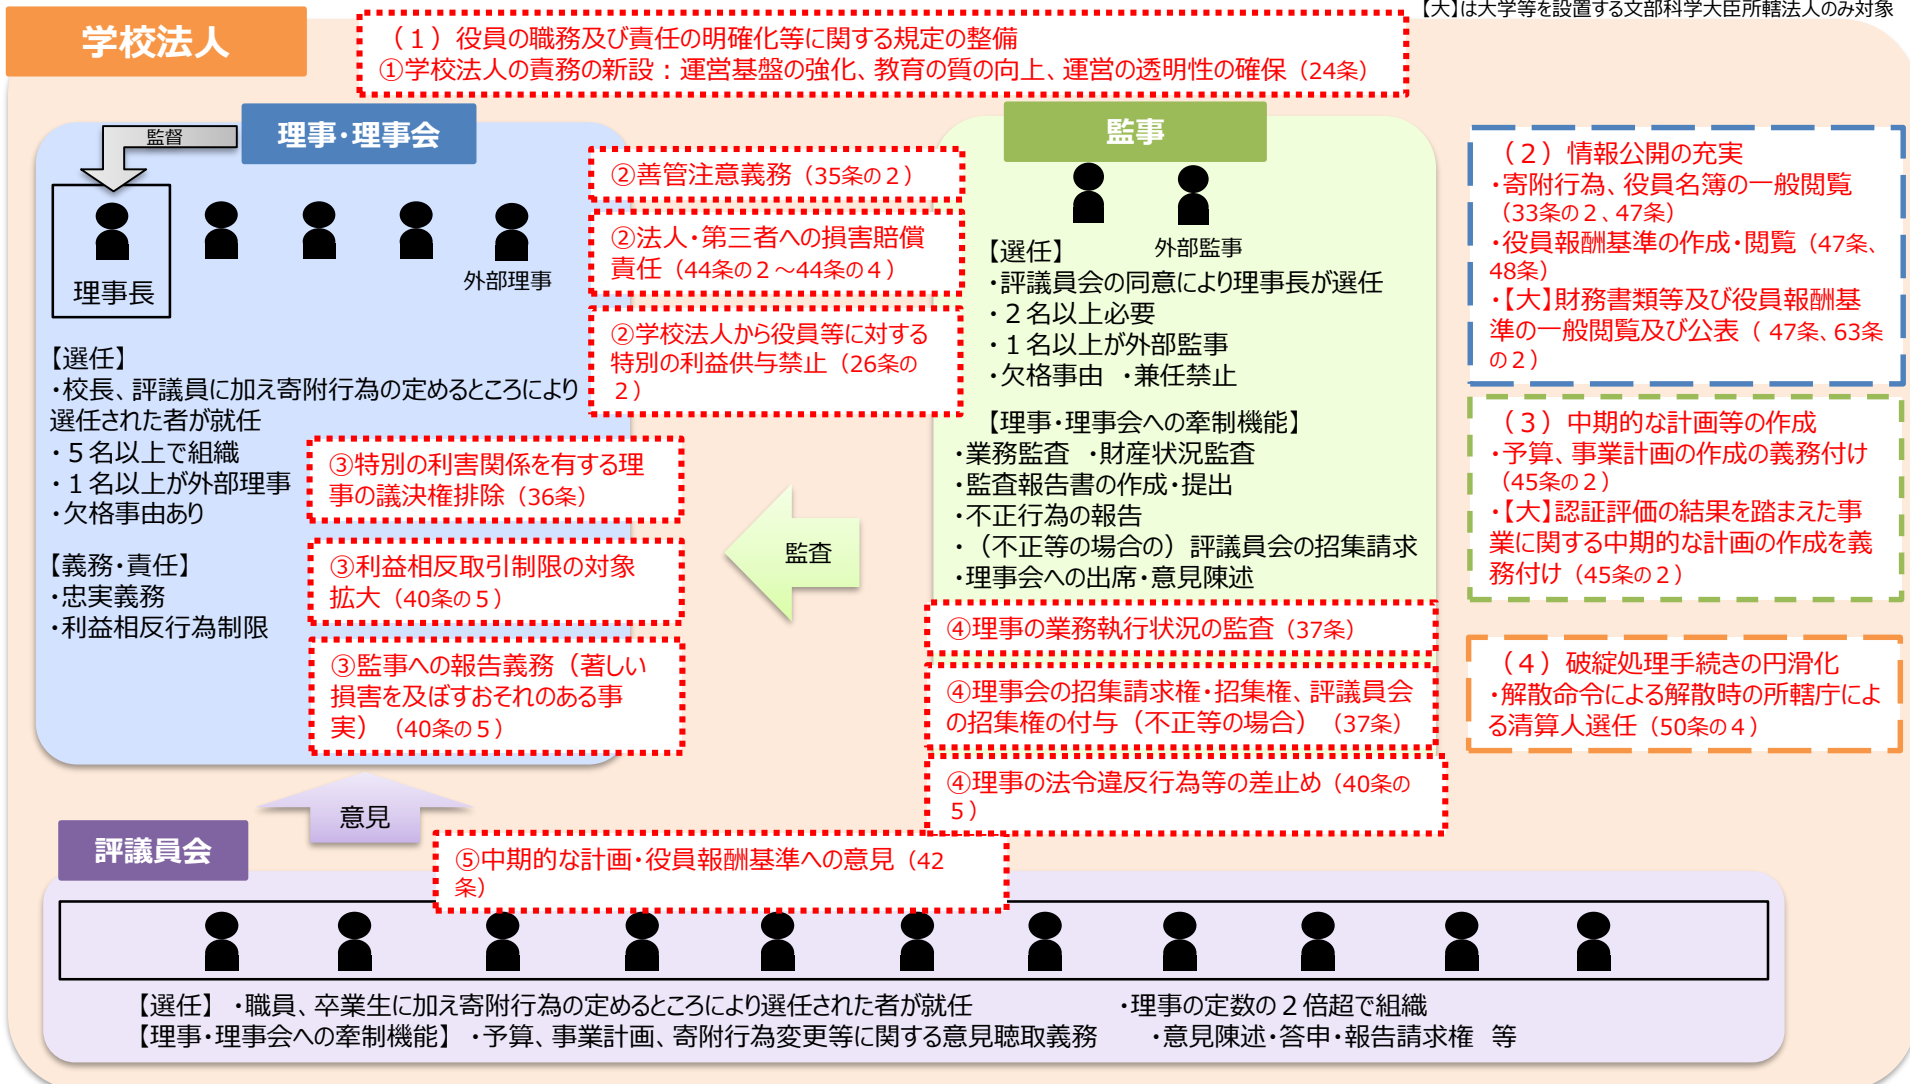 【大】は大学等を設置する文部科学大臣所轄法人のみ対象
学校法人
（１）役員の職務及び責任の明確化等に関する規定の整備
①学校法人の責務の新設：運営基盤の強化、教育の質の向上、運営の透明性の確保（24条）
理事・理事会
監督
理事長
外部理事
【選任】
・校長、評議員に加え寄附行為の定めるところにより
選任された者が就任
・５名以上で組織
・１名以上が外部理事
・欠格事由あり
【義務・責任】
・忠実義務
・利益相反行為制限
②善管注意義務（35条の２）
②法人・第三者への損害賠償
責任（44条の２～44条の４）
②学校法人から役員等に対する
特別の利益供与禁止（26条の
２）
③特別の利害関係を有する理
事の議決権排除（36条）
③利益相反取引制限の対象
拡大（40条の５）
③監事への報告義務（著しい
損害を及ぼすおそれのある事
実）（40条の５）
監査
監事
外部監事
【選任】
・評議員会の同意により理事長が選任
・２名以上必要
・１名以上が外部監事
・欠格事由　・兼任禁止
【理事・理事会への牽制機能】
・業務監査　・財産状況監査
・監査報告書の作成・提出
・不正行為の報告
・（不正等の場合の）評議員会の招集請求
・理事会への出席・意見陳述
④理事の業務執行状況の監査（37条）
④理事会の招集請求権・招集権、評議員会
の招集権の付与（不正等の場合）（37条）
④理事の法令違反行為等の差止め（40条の
５）
（２）情報公開の充実
・寄附行為、役員名簿の一般閲覧
（33条の２、47条）
・役員報酬基準の作成・閲覧（47条、
48条）
・【大】財務書類等及び役員報酬基
準の一般閲覧及び公表（ 47条、63条
の２）
（３）中期的な計画等の作成
・予算、事業計画の作成の義務付け
（45条の２）
・【大】認証評価の結果を踏まえた事
業に関する中期的な計画の作成を義
務付け（45条の２）
（４）破綻処理手続きの円滑化
・解散命令による解散時の所轄庁によ
る清算人選任（50条の４）
意見
評議員会
⑤中期的な計画・役員報酬基準への意見（42
条）
【選任】・職員、卒業生に加え寄附行為の定めるところにより選任された者が就任　・理事の定数の２倍超で組織
【理事・理事会への牽制機能】・予算、事業計画、寄附行為変更等に関する意見聴取義務　・意見陳述・答申・報告請求権　等